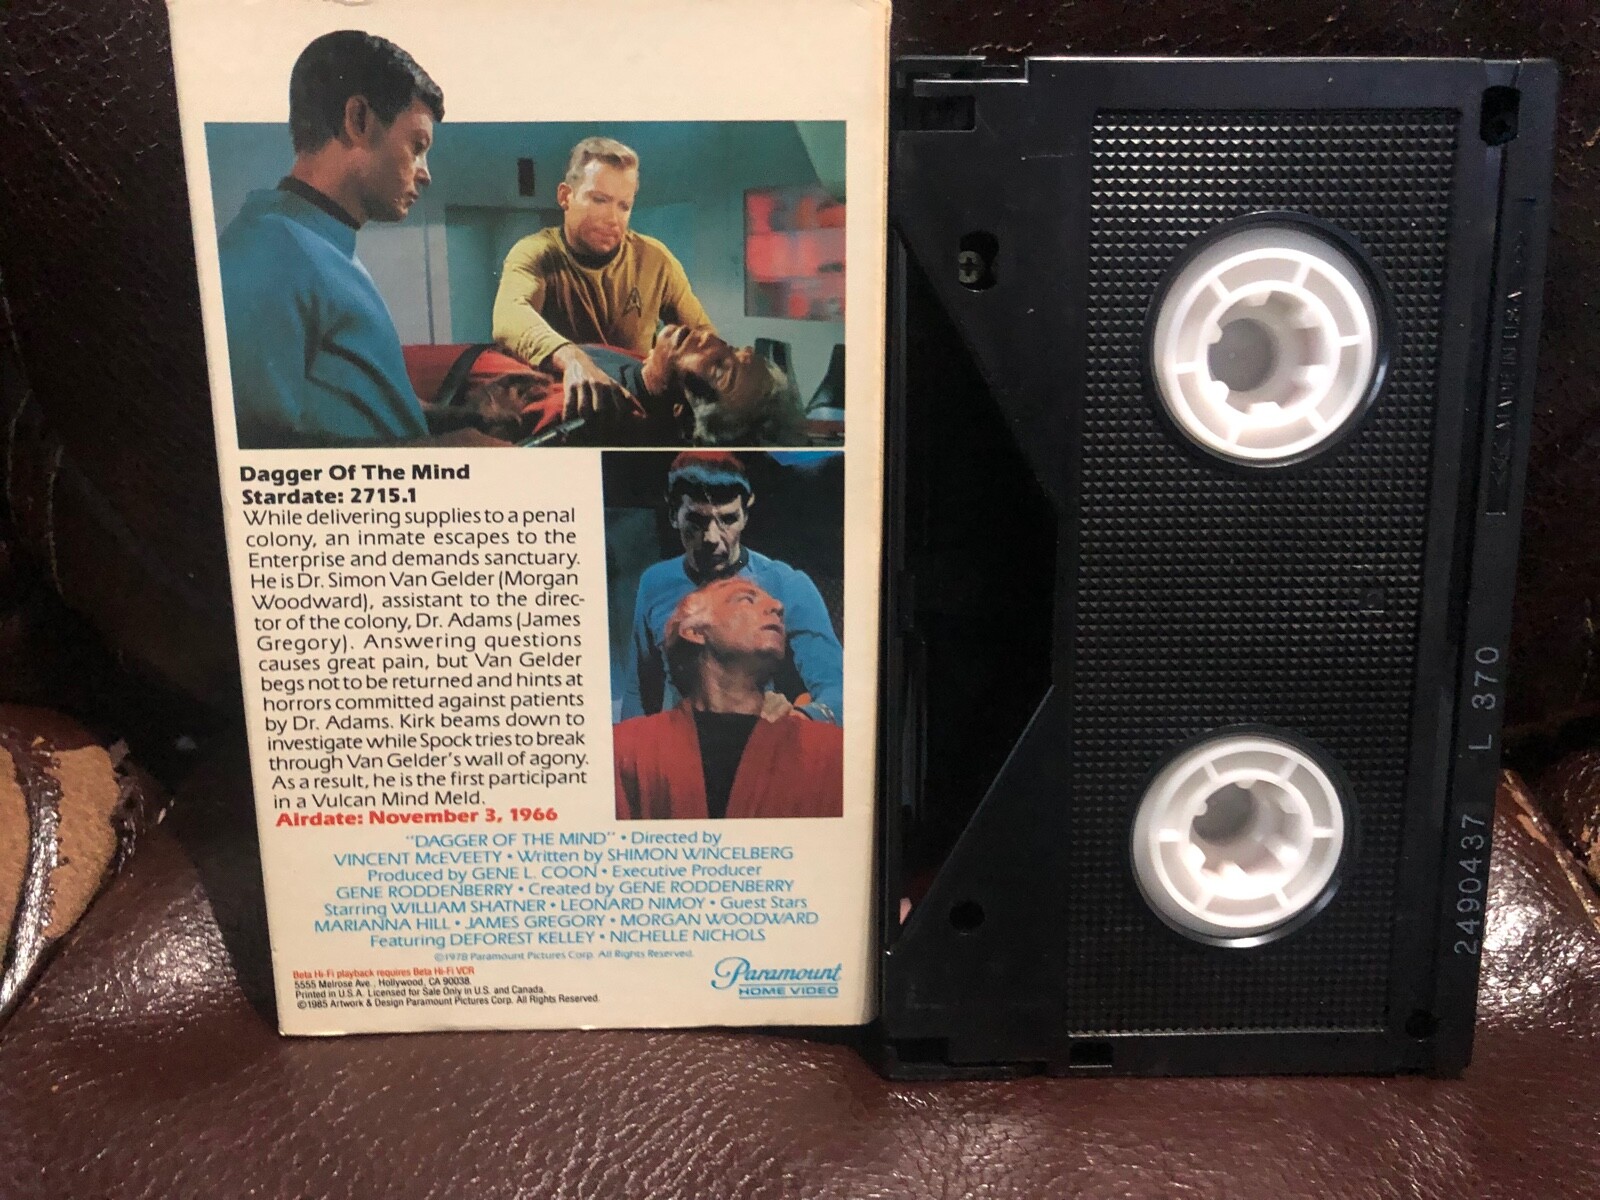 Dagger Of The Mind
Stardate: 2715.1
While delivering supplies to a penal
colony, an inmate escapes to the
Enterprise and demands sanctuary.
He is Dr. Simon Van Gelder (Morgan
Woodward), assistant to the direc-
tor of the colony, Dr. Adams (James
Gregory). Answering questions
causes great pain, but Van Gelder
begs not to be returned and hints at
horrors committed against patients
by Dr. Adams. Kirk beams down to
investigate while Spock tries to break
through Van Gelder's wall of agony.
As a result, he is the first participant
in a Vulcan Mind Meld.
Airdate: November 3, 1966
"DAGGER OF THE MIND" • Directed by
VINCENT McEVEETY • Written by SHIMON WINCELBERG
Produced by GENE L. COON • Executive Producer
GENE RODDENBERRY • Created by GENE RODDENBERRY
Starring WILLIAM SHATNER • LEONARD NIMOY • Guest Stars
MARIANNA HILL • JAMES GREGORY • MORGAN WOODWARD
Featuring DEFOREST KELLEY • NICHELLE NICHOLS
©1978 Paramount Pictures Corp. All Rights Reserved.
Beta Hi-Fi playback requires Beta Hi-Fi VCR
5555 Melrose Ave., Hollywood, CA 90038.
Printed in U.S.A. Licensed for Sale Only in U.S. and Canada.
©1985 Artwork & Design Paramount Pictures Corp. All Rights Reserved.
Paramount
HOME VIDEO
IN U.S.A.
2490437 L 370